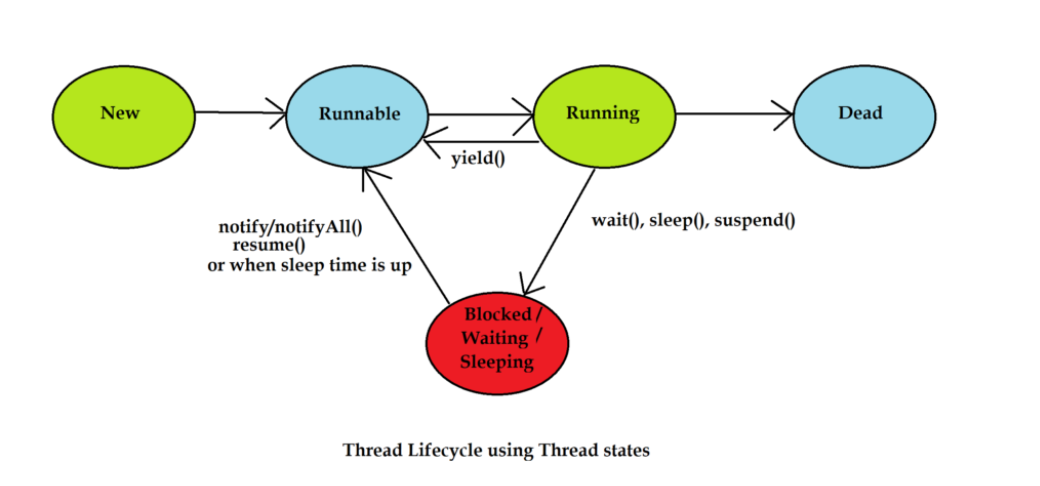 New
Runnable
Running
Dead
yield()
wait(), sleep(), suspend()
notify/notifyAll()
resume()
or when sleep time is up
Blocked /
Waiting /
Sleeping
Thread Lifecycle using Thread states